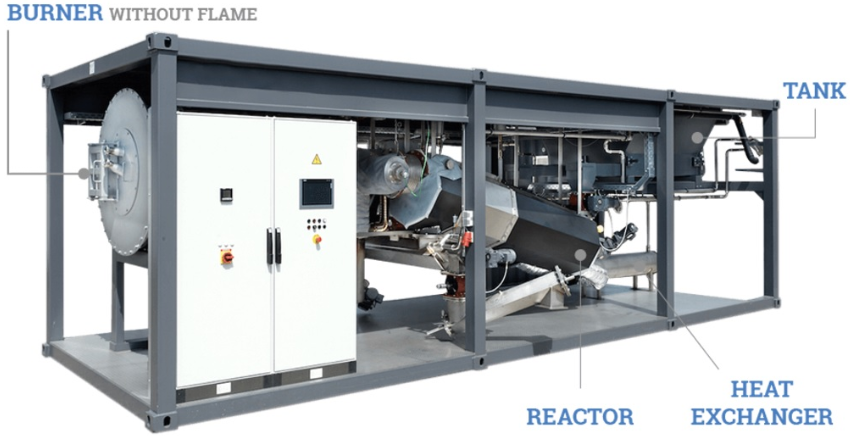 BURNER WITHOUT FLAME
TANK
REACTOR
HEAT
EXCHANGER